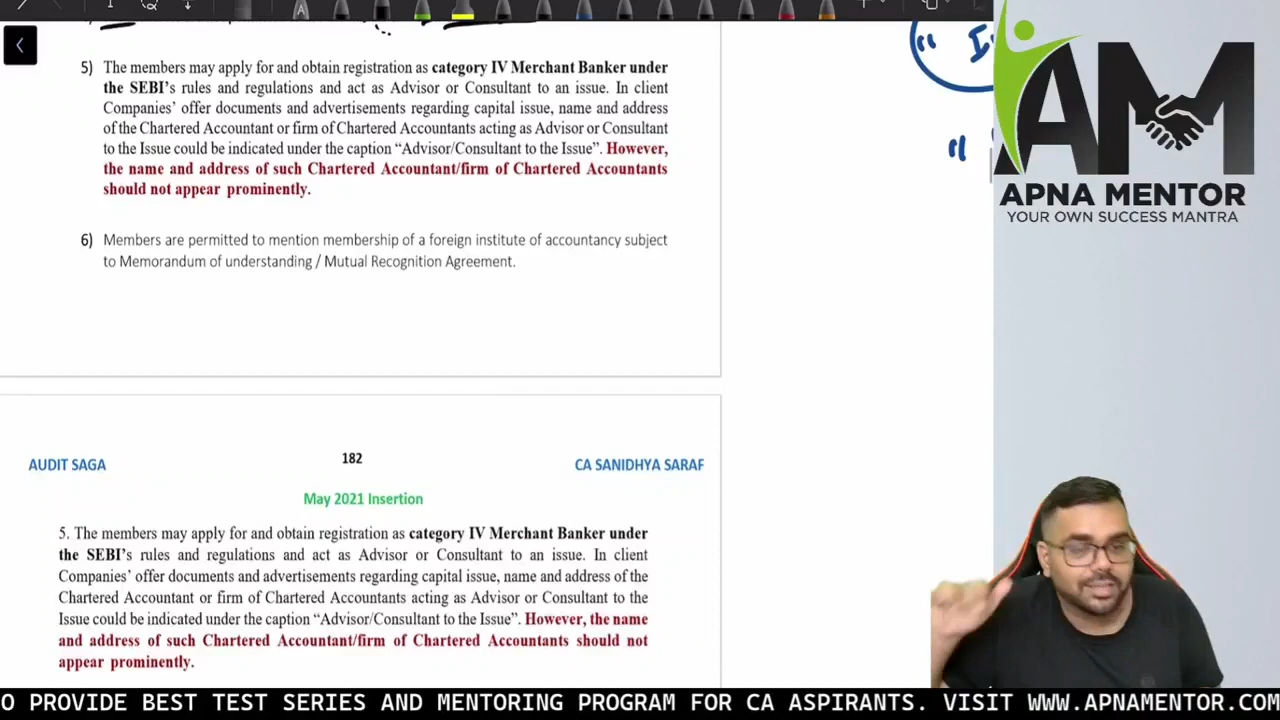 5) The members may apply for and obtain registration as category IV Merchant Banker under
the SEBI's rules and regulations and act as Advisor or Consultant to an issue. In client
Companies' offer documents and advertisements regarding capital issue, name and address
of the Chartered Accountant or firm of Chartered Accountants acting as Advisor or Consultant
to the Issue could be indicated under the caption “Advisor/Consultant to the Issue”. However,
the name and address of such Chartered Accountant/firm of Chartered Accountants
should not appear prominently.
6) Members are permitted to mention membership of a foreign institute of accountancy subject
to Memorandum of understanding / Mutual Recognition Agreement.
AUDIT SAGA
182
CA SANIDHYA SARAF
May 2021 Insertion
5. The members may apply for and obtain registration as category IV Merchant Banker under
the SEBI's rules and regulations and act as Advisor or Consultant to an issue. In client
Companies' offer documents and advertisements regarding capital issue, name and address of the
Chartered Accountant or firm of Chartered Accountants acting as Advisor or Consultant to the
Issue could be indicated under the caption “Advisor/Consultant to the Issue”. However, the name
and address of such Chartered Accountant/firm of Chartered Accountants should not
appear prominently.
AM
APNA MENTOR
YOUR OWN SUCCESS MANTRA
O PROVIDE BEST TEST SERIES AND MENTORING PROGRAM FOR CA ASPIRANTS. VISIT WWW.APNAMENTOR.COM